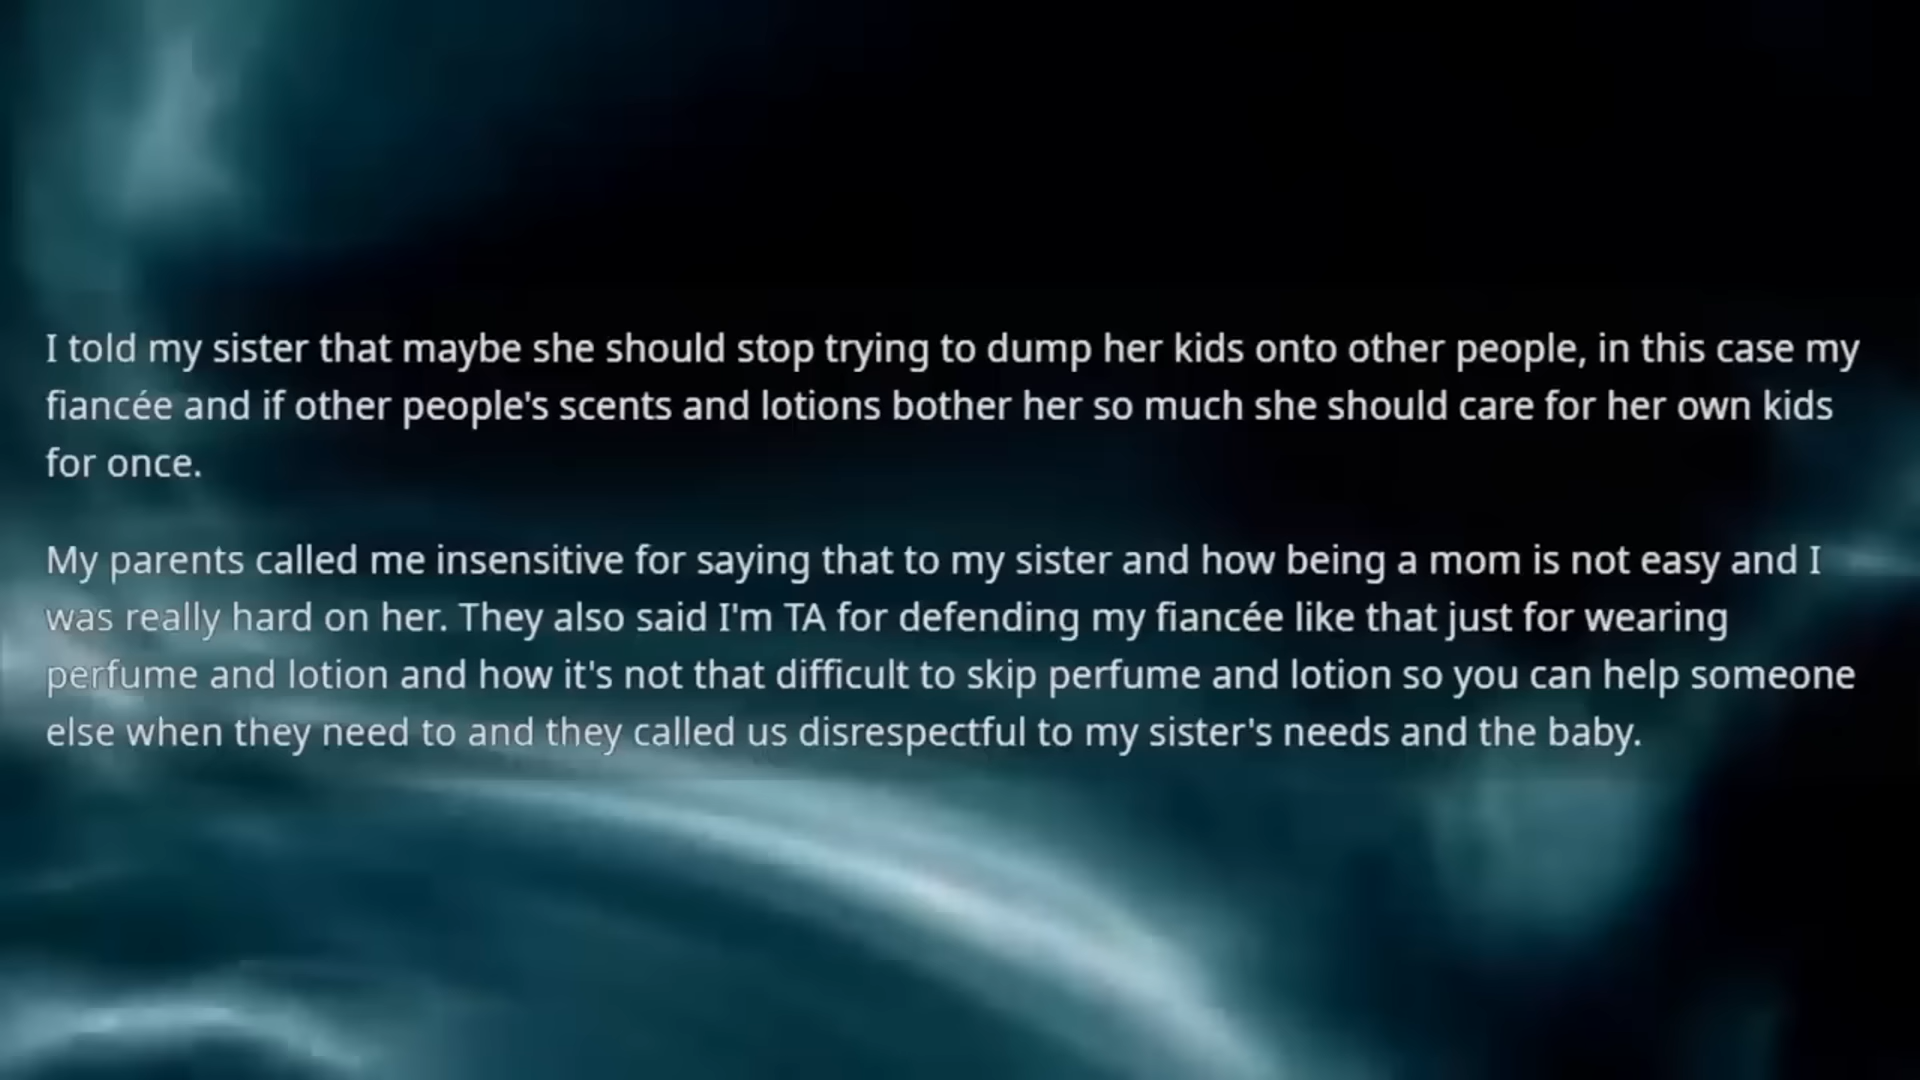 I told my sister that maybe she should stop trying to dump her kids onto other people, in this case my
fiancée and if other people's scents and lotions bother her so much she should care for her own kids
for once.
My parents called me insensitive for saying that to my sister and how being a mom is not easy and I
was really hard on her. They also said I'm TA for defending my fiancée like that just for wearing
perfume and lotion and how it's not that difficult to skip perfume and lotion so you can help someone
else when they need to and they called us disrespectful to my sister's needs and the baby.